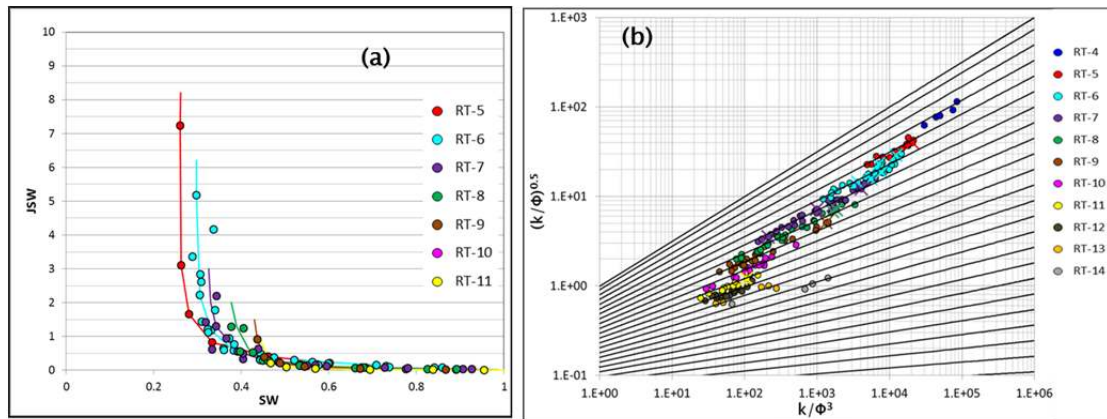 (a)
JSW
10
9
8
7
6
5
4
3
2
1
0
0
0.2
0.4
0.6
0.8
1
SW
RT-5
RT-6
RT-7
RT-8
RT-9
RT-10
RT-11
(b)
(k/Φ)^0.5
1.E+03
1.E+02
1.E+01
1.E+00
1.E-01
1.E+00
1.E+01
1.E+02
1.E+03
1.E+04
1.E+05
1.E+06
k/Φ³
RT-4
RT-5
RT-6
RT-7
RT-8
RT-9
RT-10
RT-11
RT-12
RT-13
RT-14